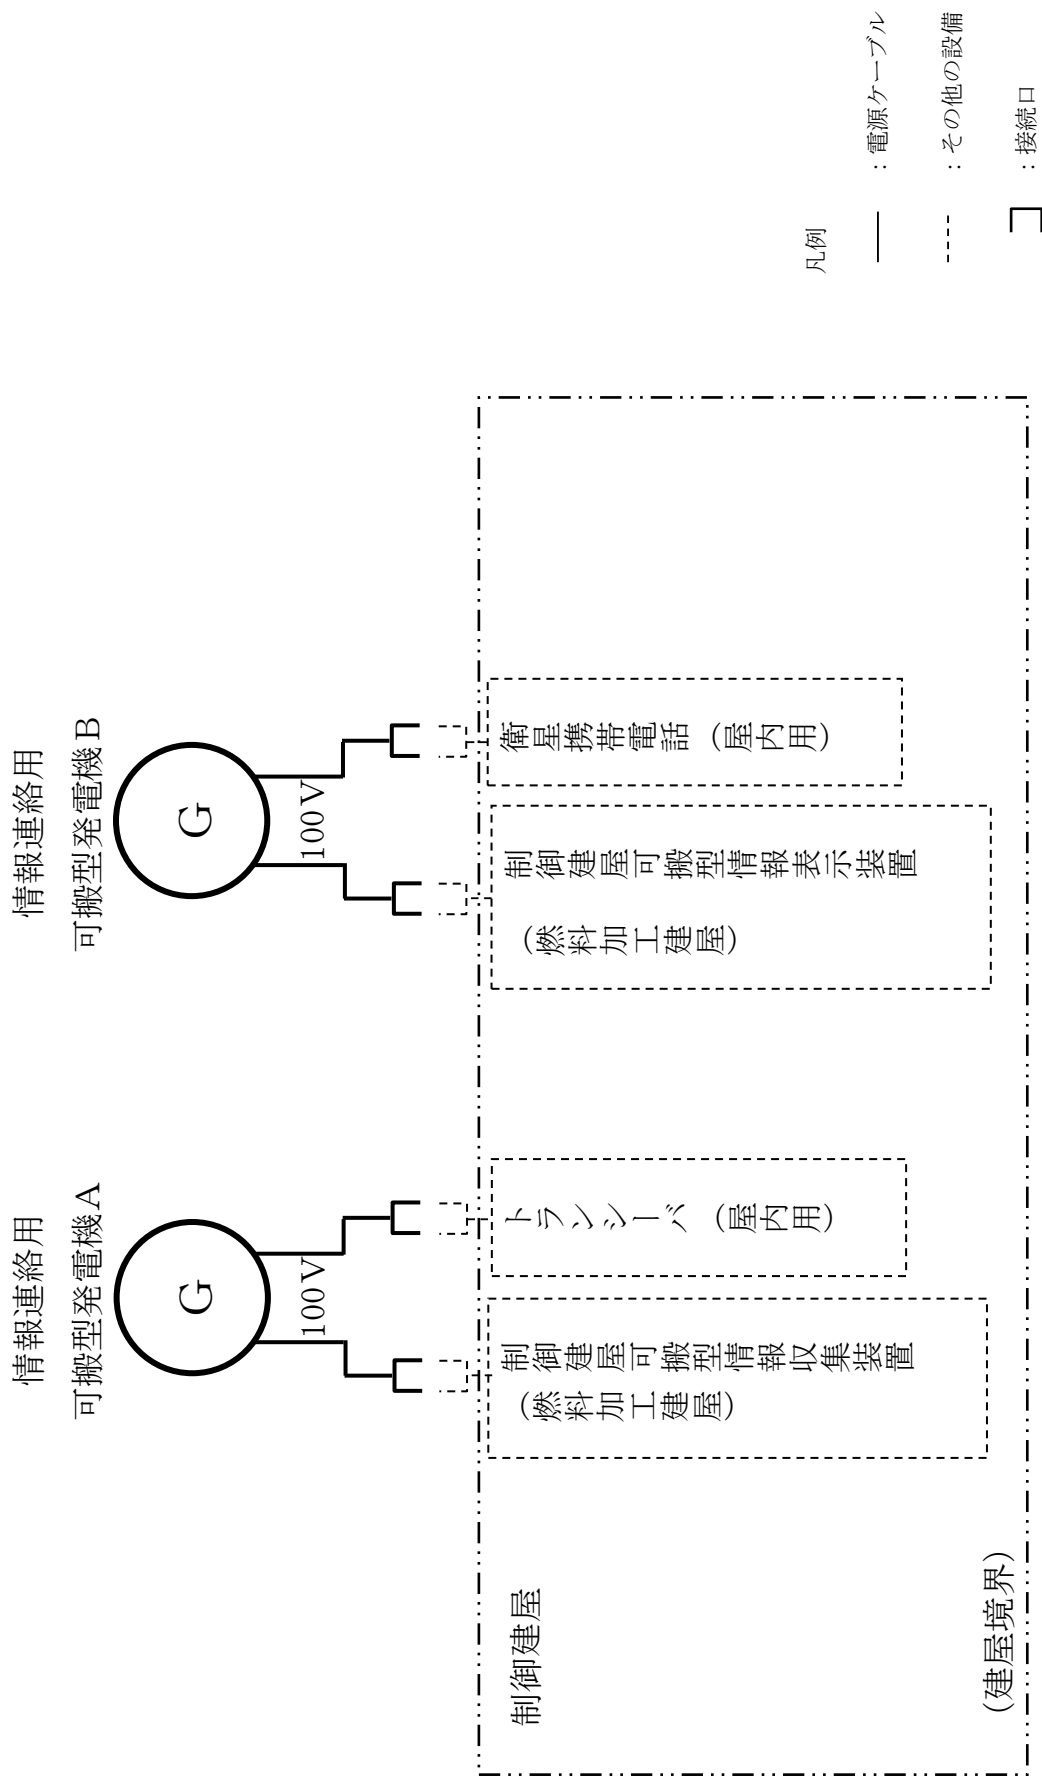 情報連絡用
可搬型発電機A
情報連絡用
可搬型発電機B
G
G
100V
100V
制御建屋
制御建屋可搬型情報収集装置
(燃料加工建屋)
トランシーバ (屋内用)
制御建屋可搬型情報表示装置
(燃料加工建屋)
衛星携帯電話 (屋内用)
(建屋境界)
凡例
:電源ケーブル
:その他の設備
:接続口